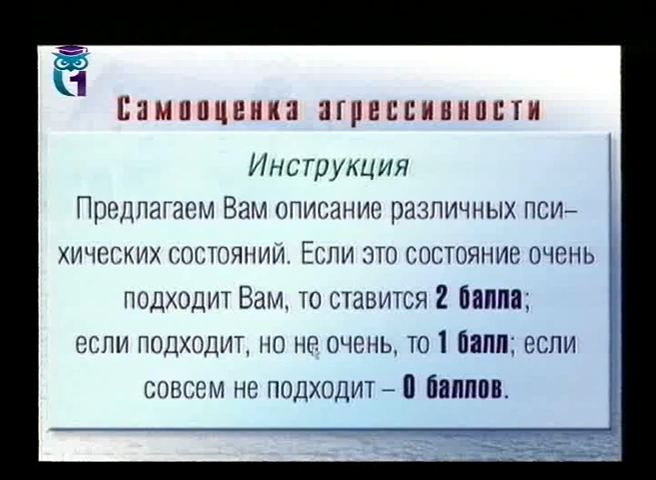 1
Самооценка агрессивности
Инструкция
Предлагаем Вам описание различных пси–
хических состояний. Если это состояние очень
подходит Вам, то ставится 2 балла;
если подходит, но не очень, то 1 балл; если
совсем не подходит – 0 баллов.